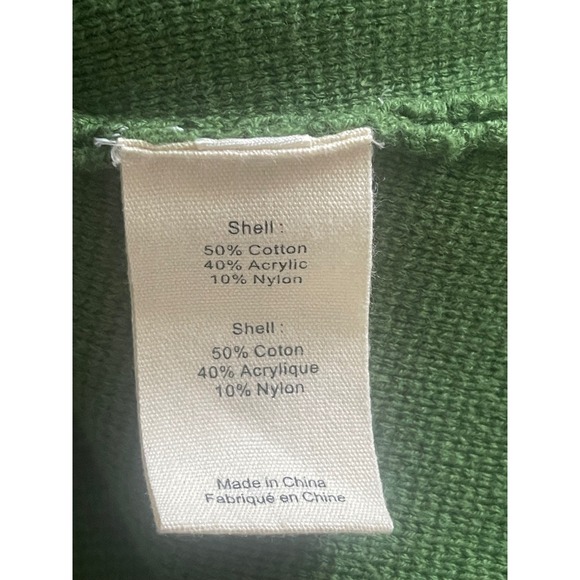 Shell :
50% Cotton
40% Acrylic
10% Nylon
Shell :
50% Coton
40% Acrylique
10% Nylon
Made in China
Fabriqué en Chine